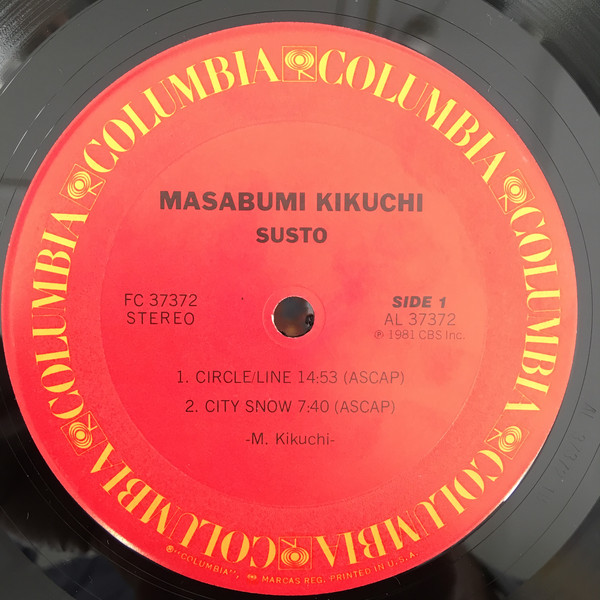 COLUMBIA COLUMBIA COLUMBIA COLUMBIA COLUMBIA COLUMBIA
MASABUMI KIKUCHI
SUSTO
FC 37372
STEREO
SIDE 1
AL 37372
℗ 1981 CBS Inc.
1. CIRCLE/LINE 14:53 (ASCAP)
2. CITY SNOW 7:40 (ASCAP)
-M. Kikuchi-
®"COLUMBIA", MARCAS REG. PRINTED IN U.S.A.